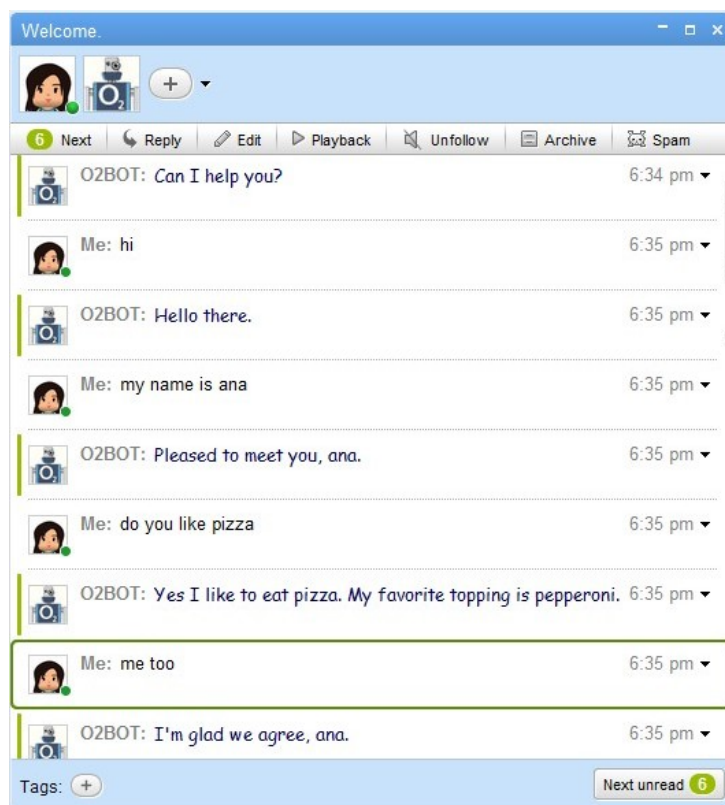 Welcome.
O2
6 Next Reply Edit Playback Unfollow Archive Spam
O2BOT: Can I help you? 6:34 pm
Me: hi 6:35 pm
O2BOT: Hello there. 6:35 pm
Me: my name is ana 6:35 pm
O2BOT: Pleased to meet you, ana. 6:35 pm
Me: do you like pizza 6:35 pm
O2BOT: Yes I like to eat pizza. My favorite topping is pepperoni. 6:35 pm
Me: me too 6:35 pm
O2BOT: I'm glad we agree, ana. 6:35 pm
Tags: + Next unread 6